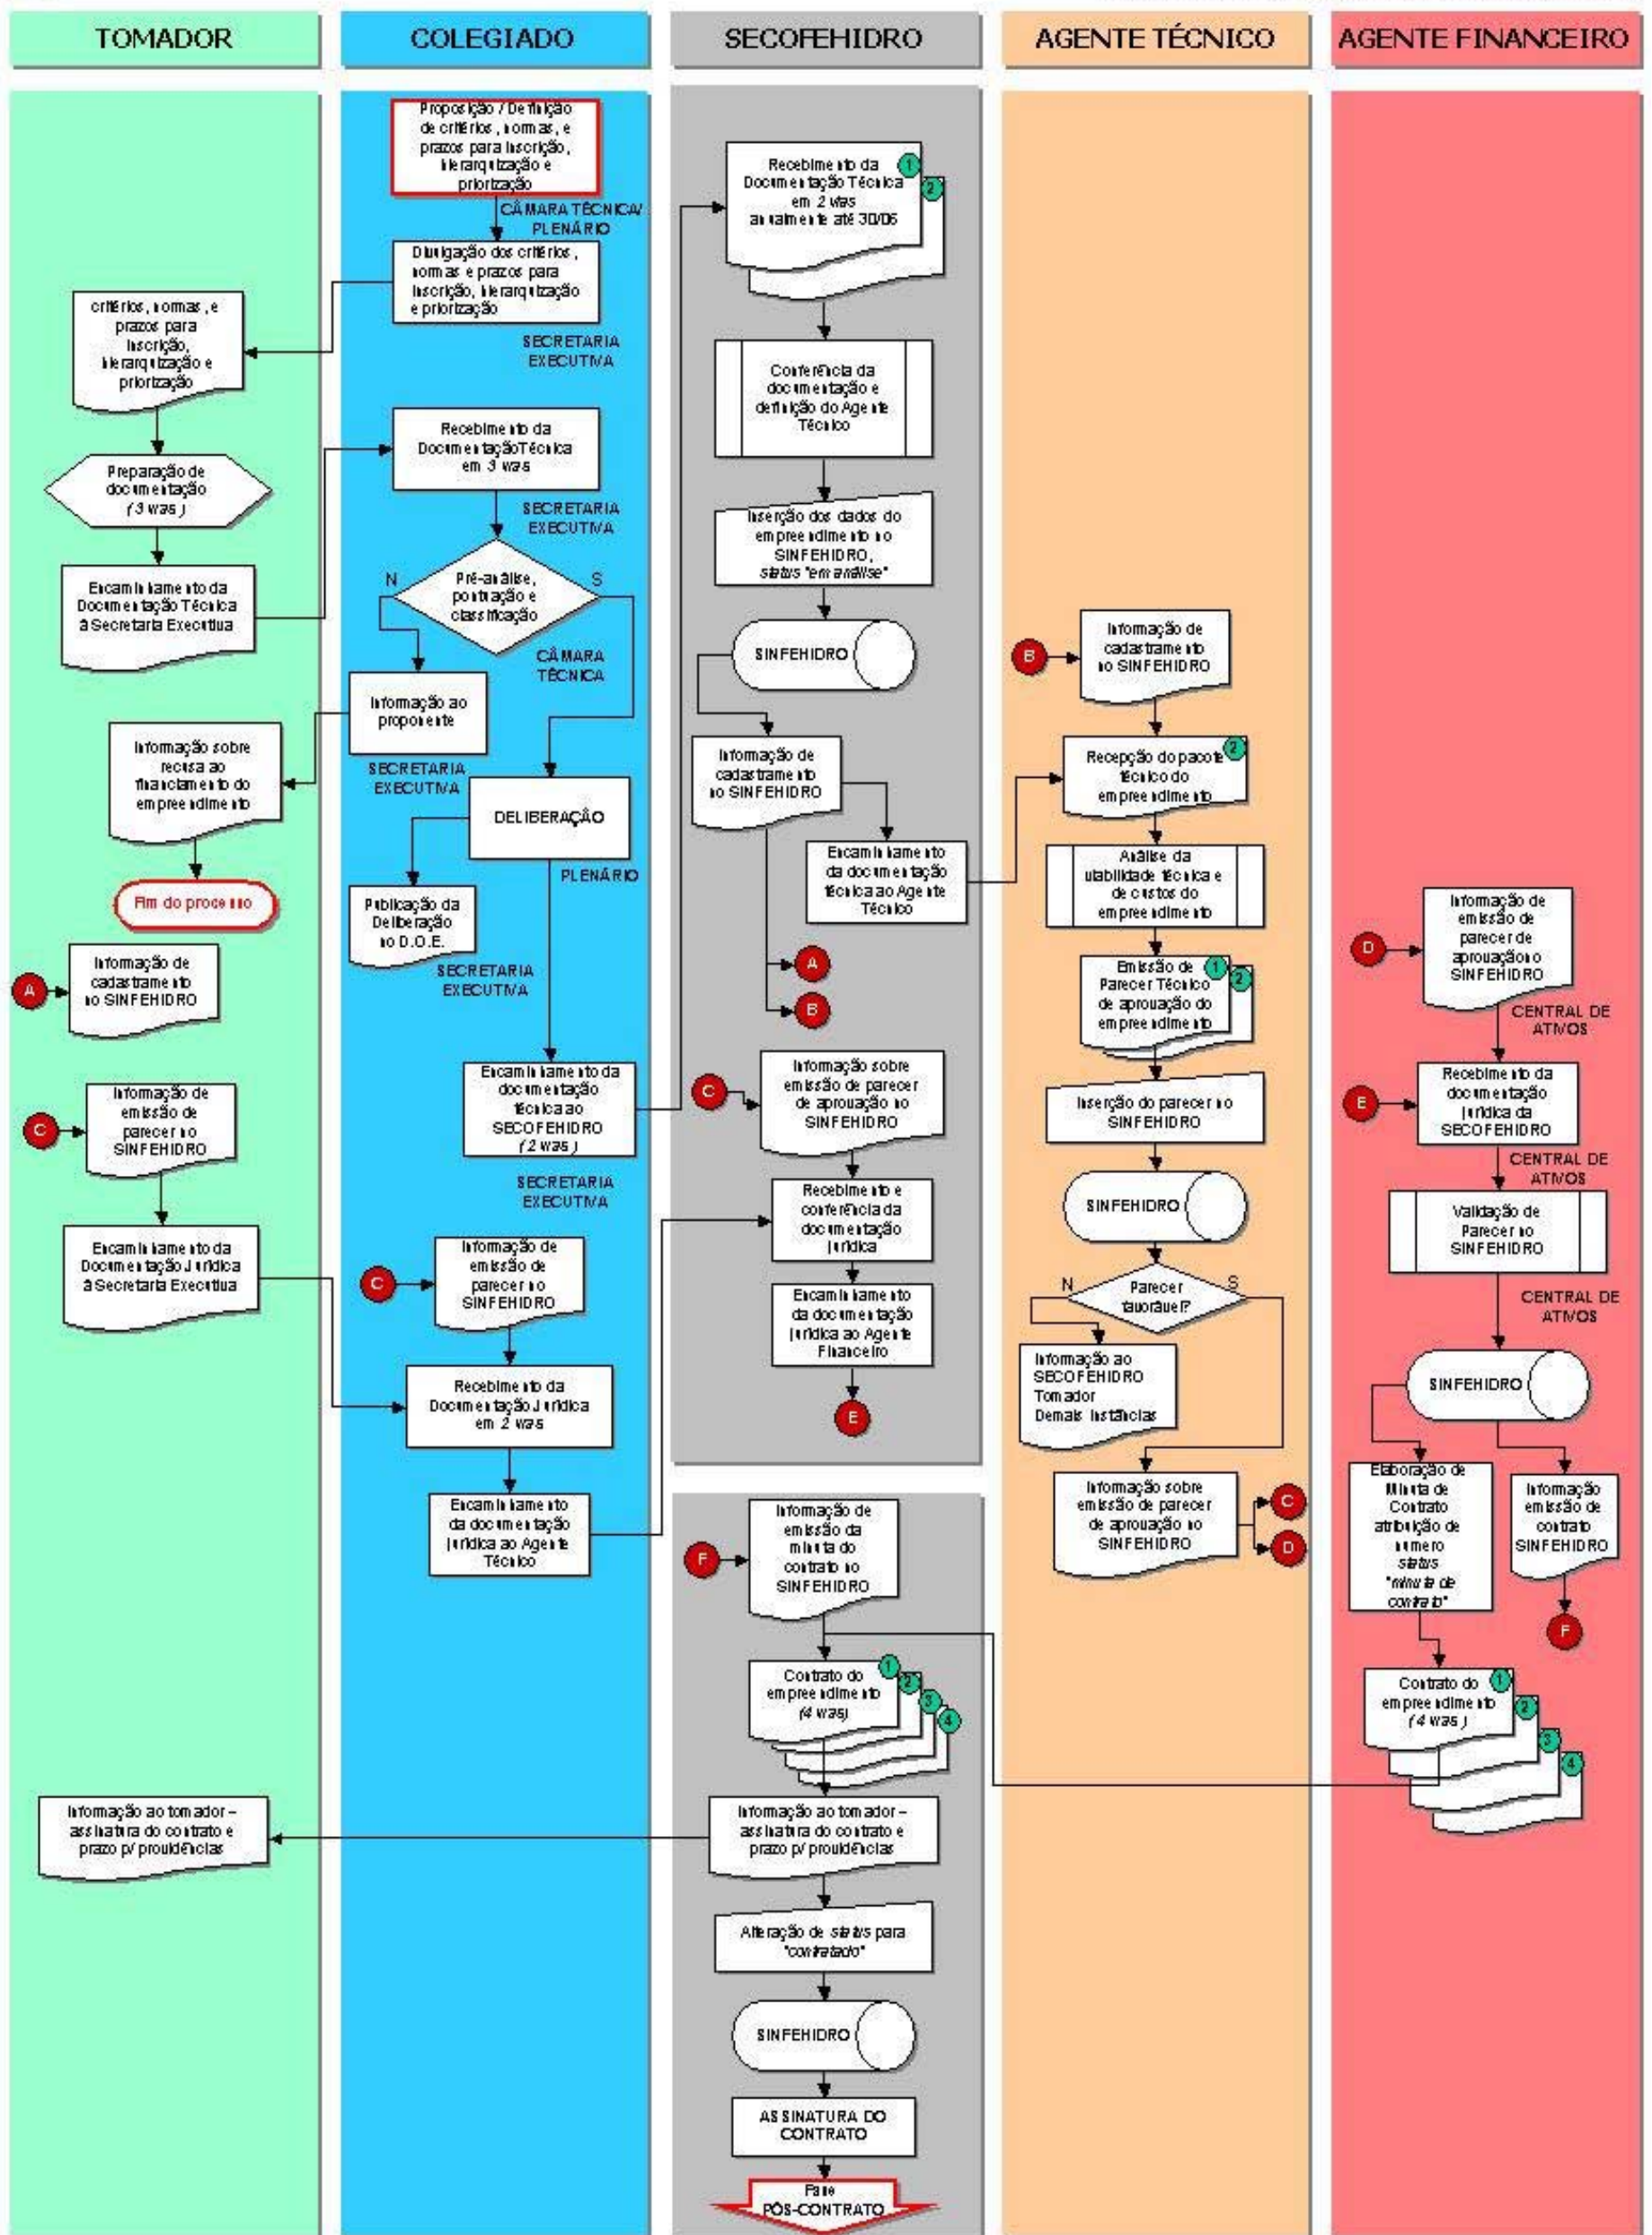 TOMADOR
COLEGIADO
SECOFEHIDRO
AGENTE TÉCNICO
AGENTE FINANCEIRO
critérios, normas, e
prazos para
inscrição,
hierarquização e
priorização
Preparação de
documentação
(3 vias)
Encaminhamento da
Documentação Técnica
à Secretaria Executiva
Informação sobre
recusa ao
financiamento do
empreendimento
Fim do processo
A
Informação de
cadastramento
no SINFEHIDRO
C
Informação de
emissão de
parecer no
SINFEHIDRO
Encaminhamento da
Documentação Jurídica
à Secretaria Executiva
Informação ao tomador –
assinatura do contrato e
prazo p/ providências
Proposição / Definição
de critérios, normas, e
prazos para inscrição,
hierarquização e
priorização
CÂMARA TÉCNICA/
PLENÁRIO
Divulgação dos critérios,
normas e prazos para
inscrição, hierarquização
e priorização
SECRETARIA
EXECUTIVA
Recebimento da
Documentação Técnica
em 3 vias
SECRETARIA
EXECUTIVA
N
Pré-análise,
pontuação e
classificação
S
CÂMARA
TÉCNICA
Informação ao
proponente
SECRETARIA
EXECUTIVA
DELIBERAÇÃO
PLENÁRIO
Publicação da
Deliberação
no D.O.E.
SECRETARIA
EXECUTIVA
Encaminhamento da
documentação
técnica ao
SECOFEHIDRO
(2 vias)
SECRETARIA
EXECUTIVA
C
Informação de
emissão de
parecer no
SINFEHIDRO
Recebimento da
Documentação Jurídica
em 2 vias
Encaminhamento
da documentação
jurídica ao Agente
Técnico
Recebimento da
Documentação Técnica
em 2 vias
anualmente até 30/06
1
2
Conferência da
documentação e
definição do Agente
Técnico
Inserção dos dados do
empreendimento no
SINFEHIDRO,
status "em análise"
SINFEHIDRO
Informação de
cadastramento
no SINFEHIDRO
Encaminhamento
da documentação
técnica ao Agente
Técnico
A
B
C
Informação sobre
emissão de parecer
de aprovação no
SINFEHIDRO
Recebimento e
conferência da
documentação
jurídica
Encaminhamento
da documentação
jurídica ao Agente
Financeiro
E
F
Informação de
emissão da
minuta do
contrato no
SINFEHIDRO
Contrato do
empreendimento
(4 vias)
1
2
3
4
Informação ao tomador –
assinatura do contrato e
prazo p/ providências
Alteração de status para
"contratado"
SINFEHIDRO
ASSINATURA DO
CONTRATO
Fase
PÓS-CONTRATO
B
Informação de
cadastramento
no SINFEHIDRO
Recepção do pacote
técnico do
empreendimento
2
Análise da
viabilidade técnica e
de custos do
empreendimento
Emissão de
Parecer Técnico
de aprovação do
empreendimento
1
2
Inserção do parecer no
SINFEHIDRO
SINFEHIDRO
N
Parecer
favorável?
S
Informação ao
SECOFEHIDRO
Tomador
Demais instâncias
Informação sobre
emissão de parecer
de aprovação no
SINFEHIDRO
C
D
D
Informação de
emissão de
parecer de
aprovação no
SINFEHIDRO
CENTRAL DE
ATIVOS
E
Recebimento da
documentação
jurídica da
SECOFEHIDRO
CENTRAL DE
ATIVOS
Validação de
Parecer no
SINFEHIDRO
CENTRAL DE
ATIVOS
SINFEHIDRO
Elaboração de
Minuta de
Contrato
atribuição de
número
status
"minuta de
contrato"
Informação
emissão de
contrato
SINFEHIDRO
F
Contrato do
empreendimento
(4 vias)
1
2
3
4